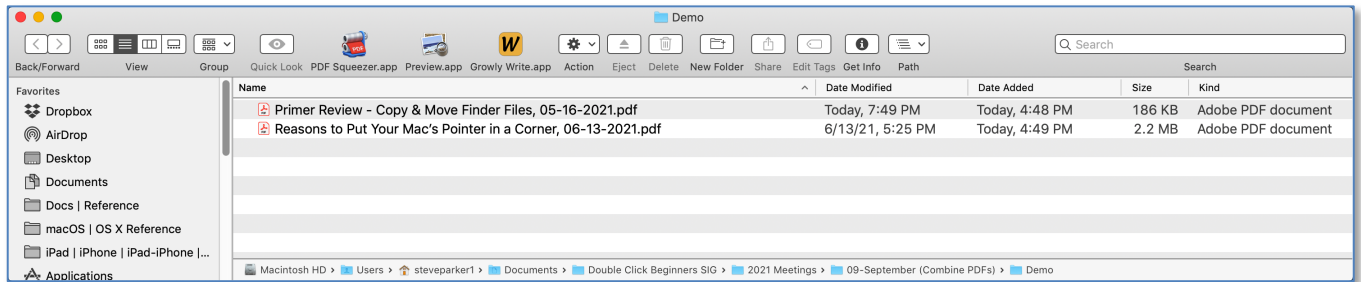 Demo
PDF W Search
Back/Forward View Group Quick Look PDF Squeezer.app Preview.app Growly Write.app Action Eject Delete New Folder Share Edit Tags Get Info Path Search
Favorites
Dropbox
AirDrop
Desktop
Documents
Docs | Reference
macOS | OS X Reference
iPad | iPhone | iPad-iPhone |...
Applications
Name Date Modified Date Added Size Kind
Primer Review - Copy & Move Finder Files, 05-16-2021.pdf Today, 7:49 PM Today, 4:48 PM 186 KB Adobe PDF document
Reasons to Put Your Mac’s Pointer in a Corner, 06-13-2021.pdf 6/13/21, 5:25 PM Today, 4:49 PM 2.2 MB Adobe PDF document
Macintosh HD › Users › steveparker1 › Documents › Double Click Beginners SIG › 2021 Meetings › 09-September (Combine PDFs) › Demo